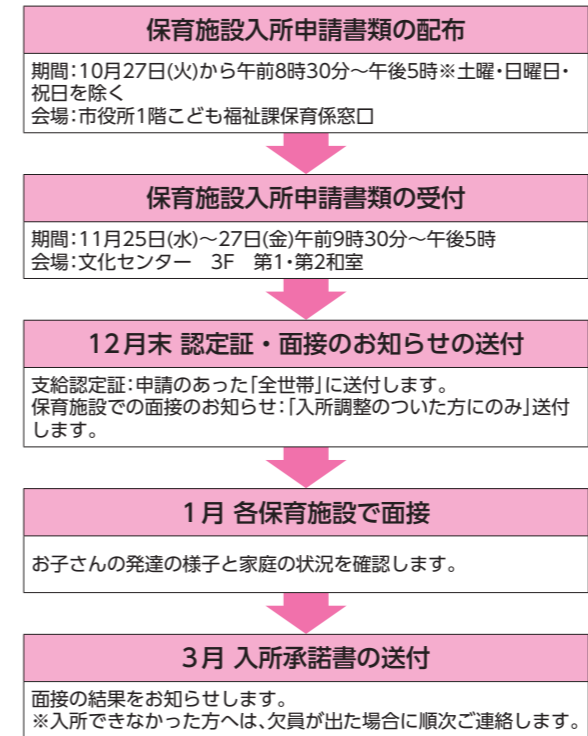 保育施設入所申請書類の配布
期間：10月27日(火)から午前8時30分～午後5時※土曜・日曜日・
祝日を除く
会場：市役所1階こども福祉課保育係窓口
保育施設入所申請書類の受付
期間：11月25日(水)～27日(金)午前9時30分～午後5時
会場：文化センター　3F　第1・第2和室
12月末 認定証・面接のお知らせの送付
支給認定証：申請のあった「全世帯」に送付します。
保育施設での面接のお知らせ：「入所調整のついた方にのみ」送付
します。
1月 各保育施設で面接
お子さんの発達の様子と家庭の状況を確認します。
3月 入所承諾書の送付
面接の結果をお知らせします。
※入所できなかった方へは、欠員が出た場合に順次ご連絡します。